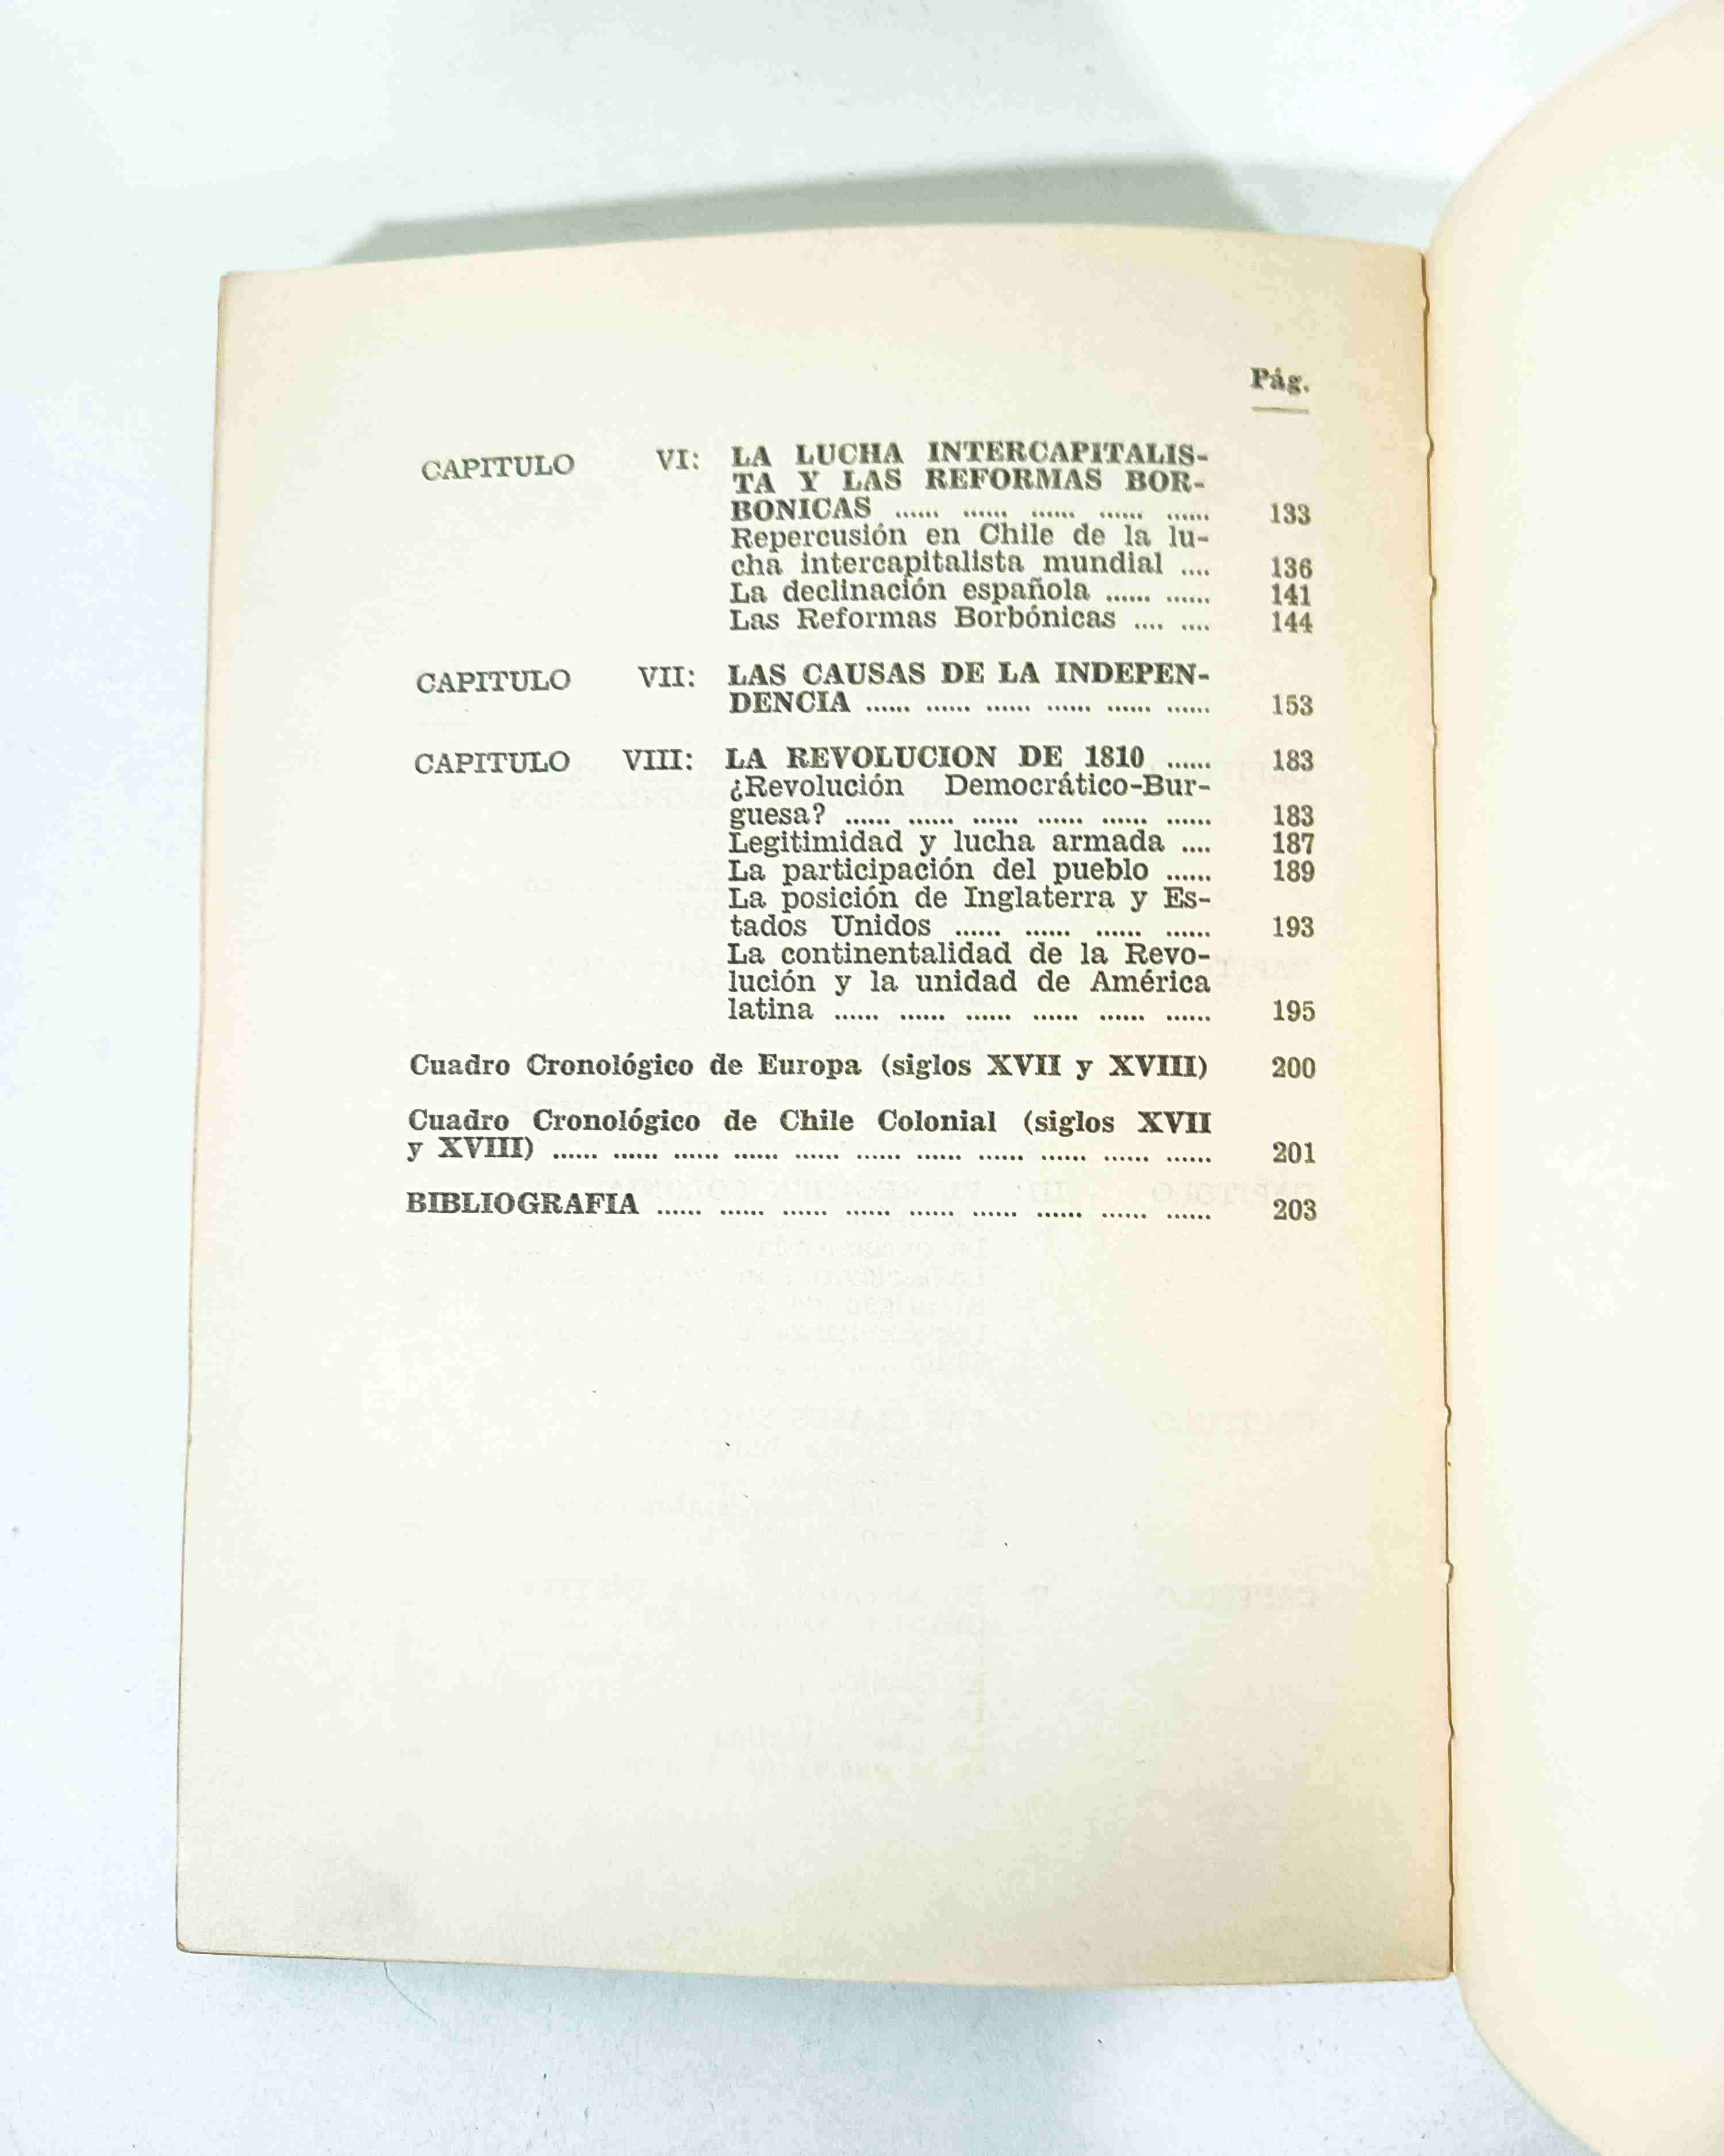 Pág.
CAPITULO VI: LA LUCHA INTERCAPITALIS-
TA Y LAS REFORMAS BOR-
BONICAS ...... ...... ...... ...... ...... 133
Repercusión en Chile de la lu-
cha intercapitalista mundial .... 136
La declinación española ...... ...... 141
Las Reformas Borbónicas .... .... 144
CAPITULO VII: LAS CAUSAS DE LA INDEPEN-
DENCIA ...... ...... ...... ...... ...... ...... 153
CAPITULO VIII: LA REVOLUCION DE 1810 ...... 183
¿Revolución Democrático-Bur-
guesa? ...... ...... ...... ...... ...... ...... 183
Legitimidad y lucha armada .... 187
La participación del pueblo ...... 189
La posición de Inglaterra y Es-
tados Unidos ...... ...... ...... ...... 193
La continentalidad de la Revo-
lución y la unidad de América
latina ...... ...... ...... ...... ...... ...... 195
Cuadro Cronológico de Europa (siglos XVII y XVIII) 200
Cuadro Cronológico de Chile Colonial (siglos XVII
y XVIII) ...... ...... ...... ...... ...... ...... ...... ...... ...... ...... ...... 201
BIBLIOGRAFIA ...... ...... ...... ...... ...... ...... ...... ...... ...... 203